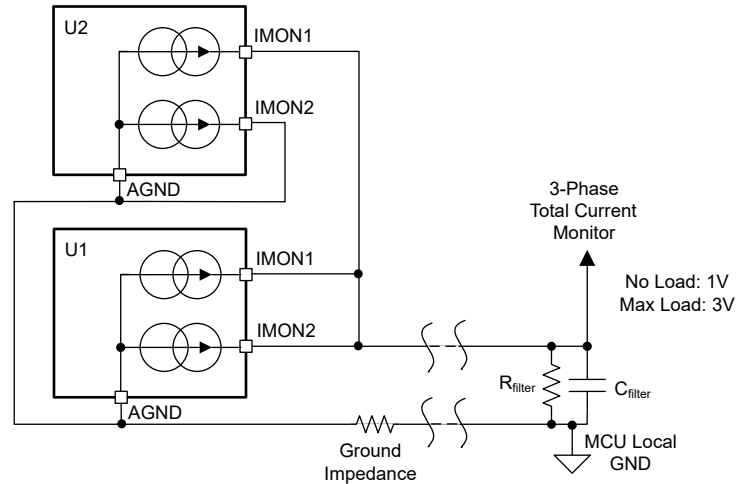 U2
IMON1
IMON2
AGND
U1
IMON1
IMON2
AGND
Ground
Impedance
3-Phase
Total Current
Monitor
No Load: 1V
Max Load: 3V
Rfilter
Cfilter
MCU Local
GND